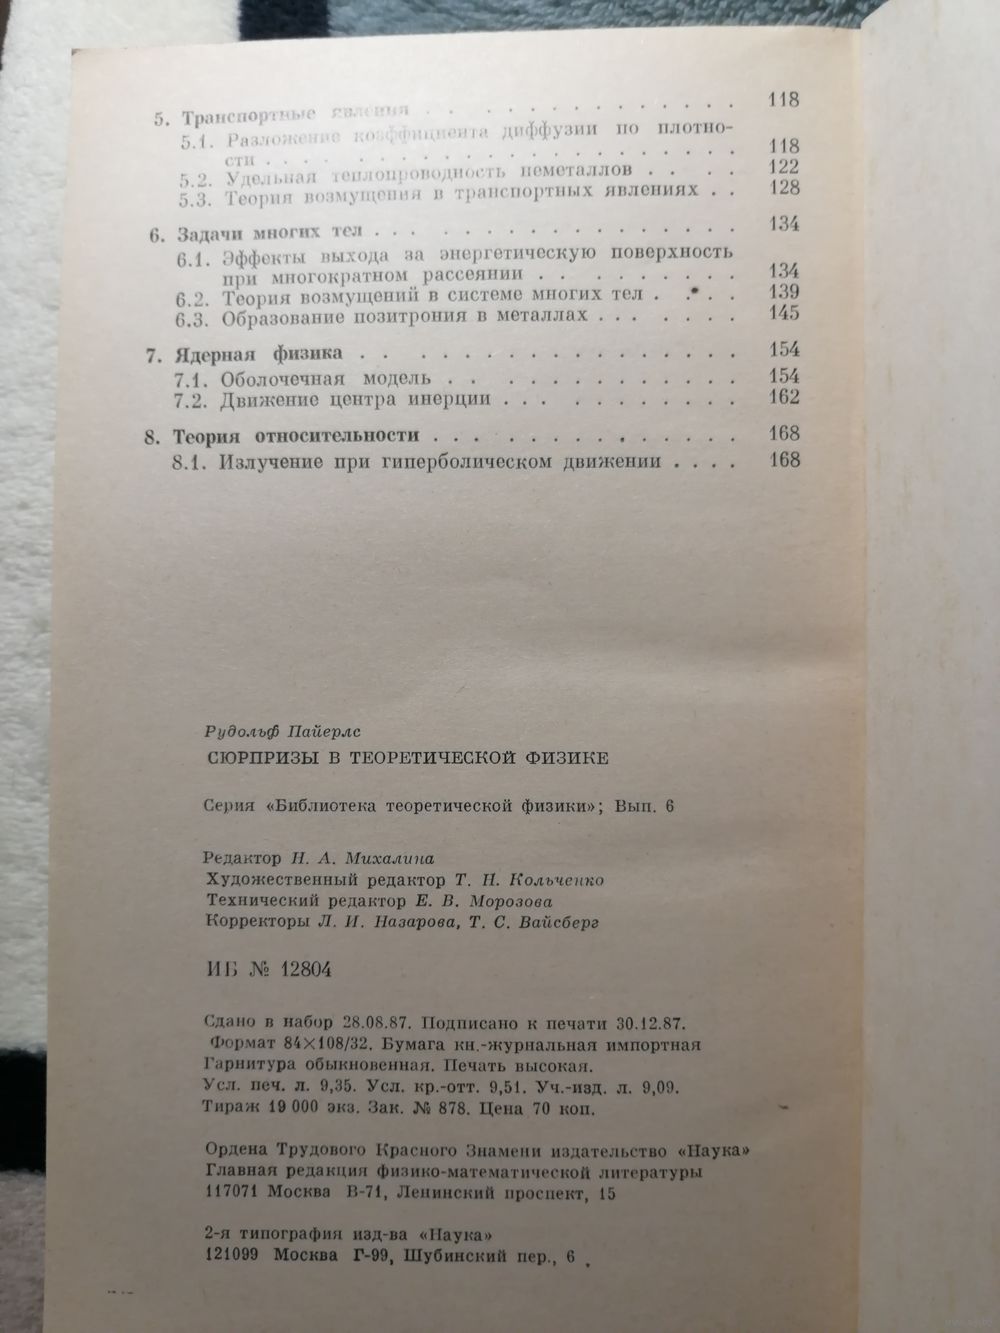 5. Транспортные явления . . . . . . . . . . . . . . 118
5.1. Разложение коэффициента диффузии по плотно-
сти . . . . . . . . . . . . . . . . . . . . . . 118
5.2. Удельная теплопроводность неметаллов . . . . 122
5.3. Теория возмущения в транспортных явлениях . . 128
6. Задачи многих тел . . . . . . . . . . . . . . . . 134
6.1. Эффекты выхода за энергетическую поверхность
при многократном рассеянии . . . . . . . . . 134
6.2. Теория возмущений в системе многих тел . . . . 139
6.3. Образование позитрония в металлах . . . . . . . 145
7. Ядерная физика . . . . . . . . . . . . . . . . . 154
7.1. Оболочечная модель . . . . . . . . . . . . . 154
7.2. Движение центра инерции . . . . . . . . . . . 162
8. Теория относительности . . . . . . . . . . . . . . 168
8.1. Излучение при гиперболическом движении . . . . 168
Рудольф Пайерлс
СЮРПРИЗЫ В ТЕОРЕТИЧЕСКОЙ ФИЗИКЕ
Серия «Библиотека теоретической физики»; Вып. 6
Редактор Н. А. Михалина
Художественный редактор Т. Н. Кольченко
Технический редактор Е. В. Морозова
Корректоры Л. И. Назарова, Т. С. Вайсберг
ИБ № 12804
Сдано в набор 28.08.87. Подписано к печати 30.12.87.
Формат 84×108/32. Бумага кн.-журнальная импортная
Гарнитура обыкновенная. Печать высокая.
Усл. печ. л. 9,35. Усл. кр.-отт. 9,51. Уч.-изд. л. 9,09.
Тираж 19 000 экз. Зак. № 878. Цена 70 коп.
Ордена Трудового Красного Знамени издательство «Наука»
Главная редакция физико-математической литературы
117071 Москва В-71, Ленинский проспект, 15
2-я типография изд-ва «Наука»
121099 Москва Г-99, Шубинский пер., 6